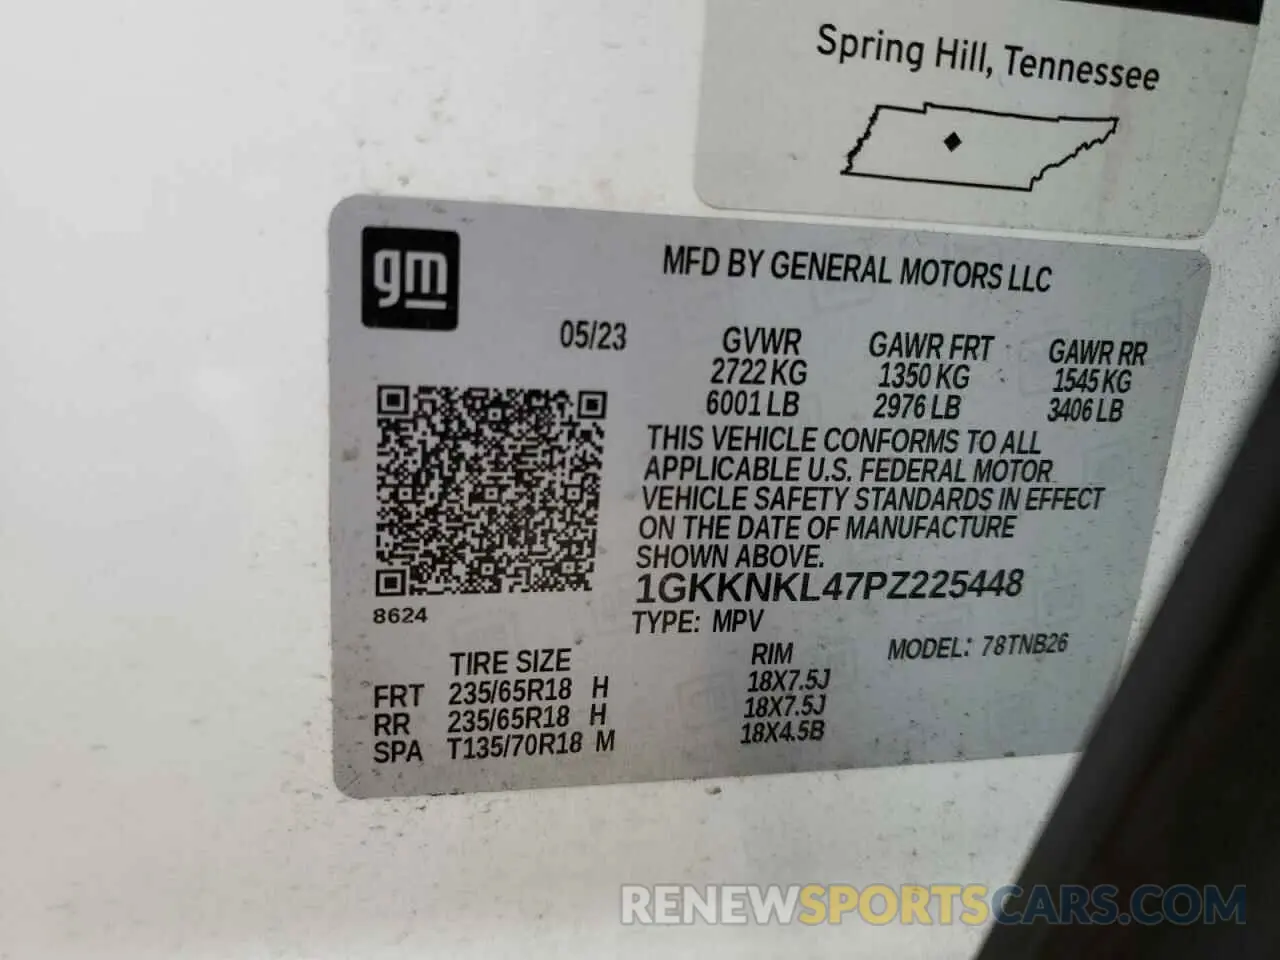 Spring Hill, Tennessee
gm
MFD BY GENERAL MOTORS LLC
05/23
GVWR GAWR FRT GAWR RR
2722 KG 1350 KG 1545 KG
6001 LB 2976 LB 3406 LB
THIS VEHICLE CONFORMS TO ALL
APPLICABLE U.S. FEDERAL MOTOR
VEHICLE SAFETY STANDARDS IN EFFECT
ON THE DATE OF MANUFACTURE
SHOWN ABOVE.
1GKKNKL47PZ225448
8624
TYPE: MPV MODEL: 78TNB26
TIRE SIZE RIM
FRT 235/65R18 H 18X7.5J
RR 235/65R18 H 18X7.5J
SPA T135/70R18 M 18X4.5B
RENEWSPORTSCARS.COM